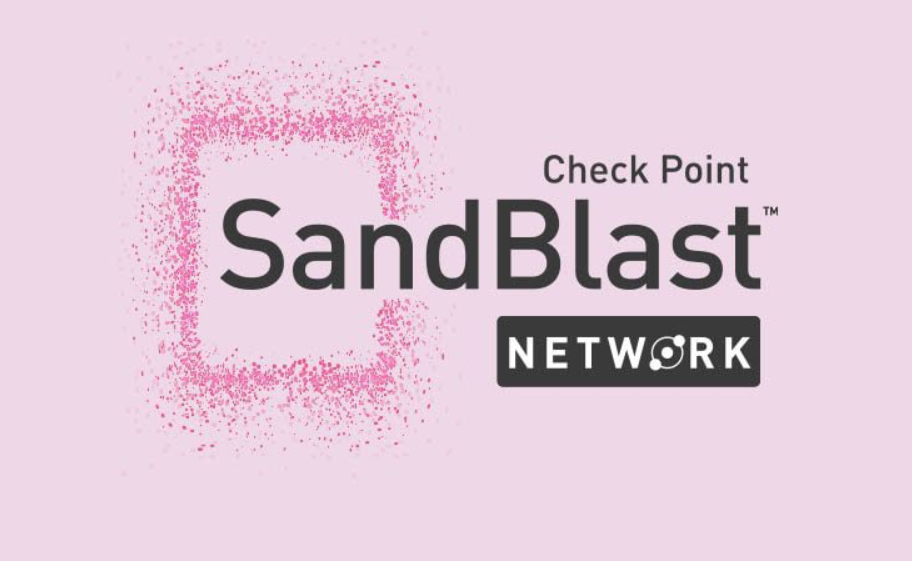 Check Point
SandBlast™
NETWORK